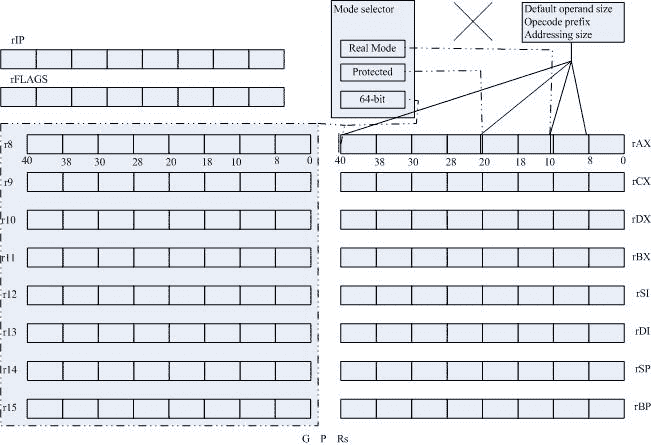 Mode selector
Default operand size
Opecode prefix
Addressing size
rIP
Real Mode
rFLAGS
Protected
64-bit
r8
rAX
40 38 30 28 20 18 10 8 0
40 38 30 28 20 18 10 8 0
r9
rCX
r10
rDX
r11
rBX
r12
rSI
r13
rDI
r14
rSP
r15
rBP
G P Rs